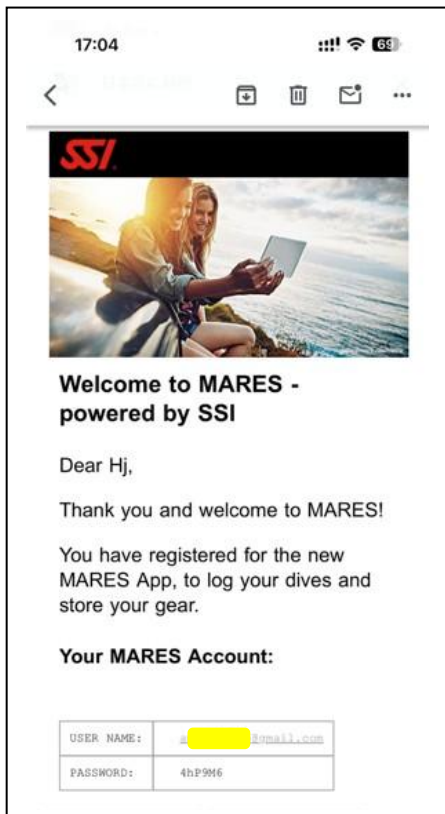 17:04
69
SSI
Welcome to MARES -
powered by SSI
Dear Hj,
Thank you and welcome to MARES!
You have registered for the new
MARES App, to log your dives and
store your gear.
Your MARES Account:
USER NAME: a @gmail.com
PASSWORD: 4hP9M6